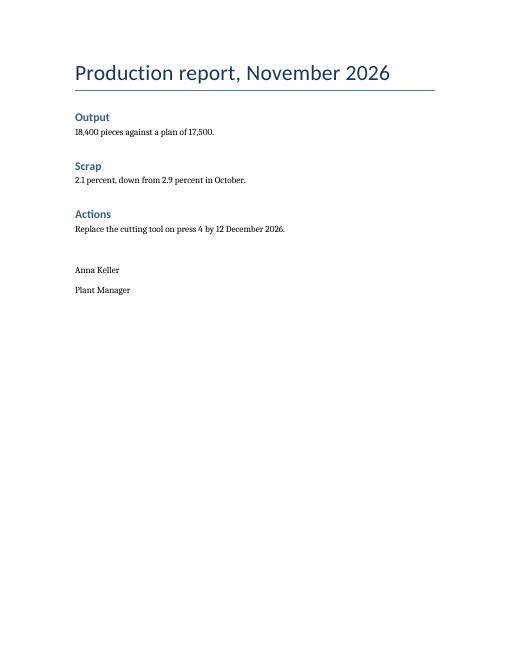 Production report, November 2026
Output
18,400 pieces against a plan of 17,500.
Scrap
2.1 percent, down from 2.9 percent in October.
Actions
Replace the cutting tool on press 4 by 12 December 2026.
Anna Keller
Plant Manager